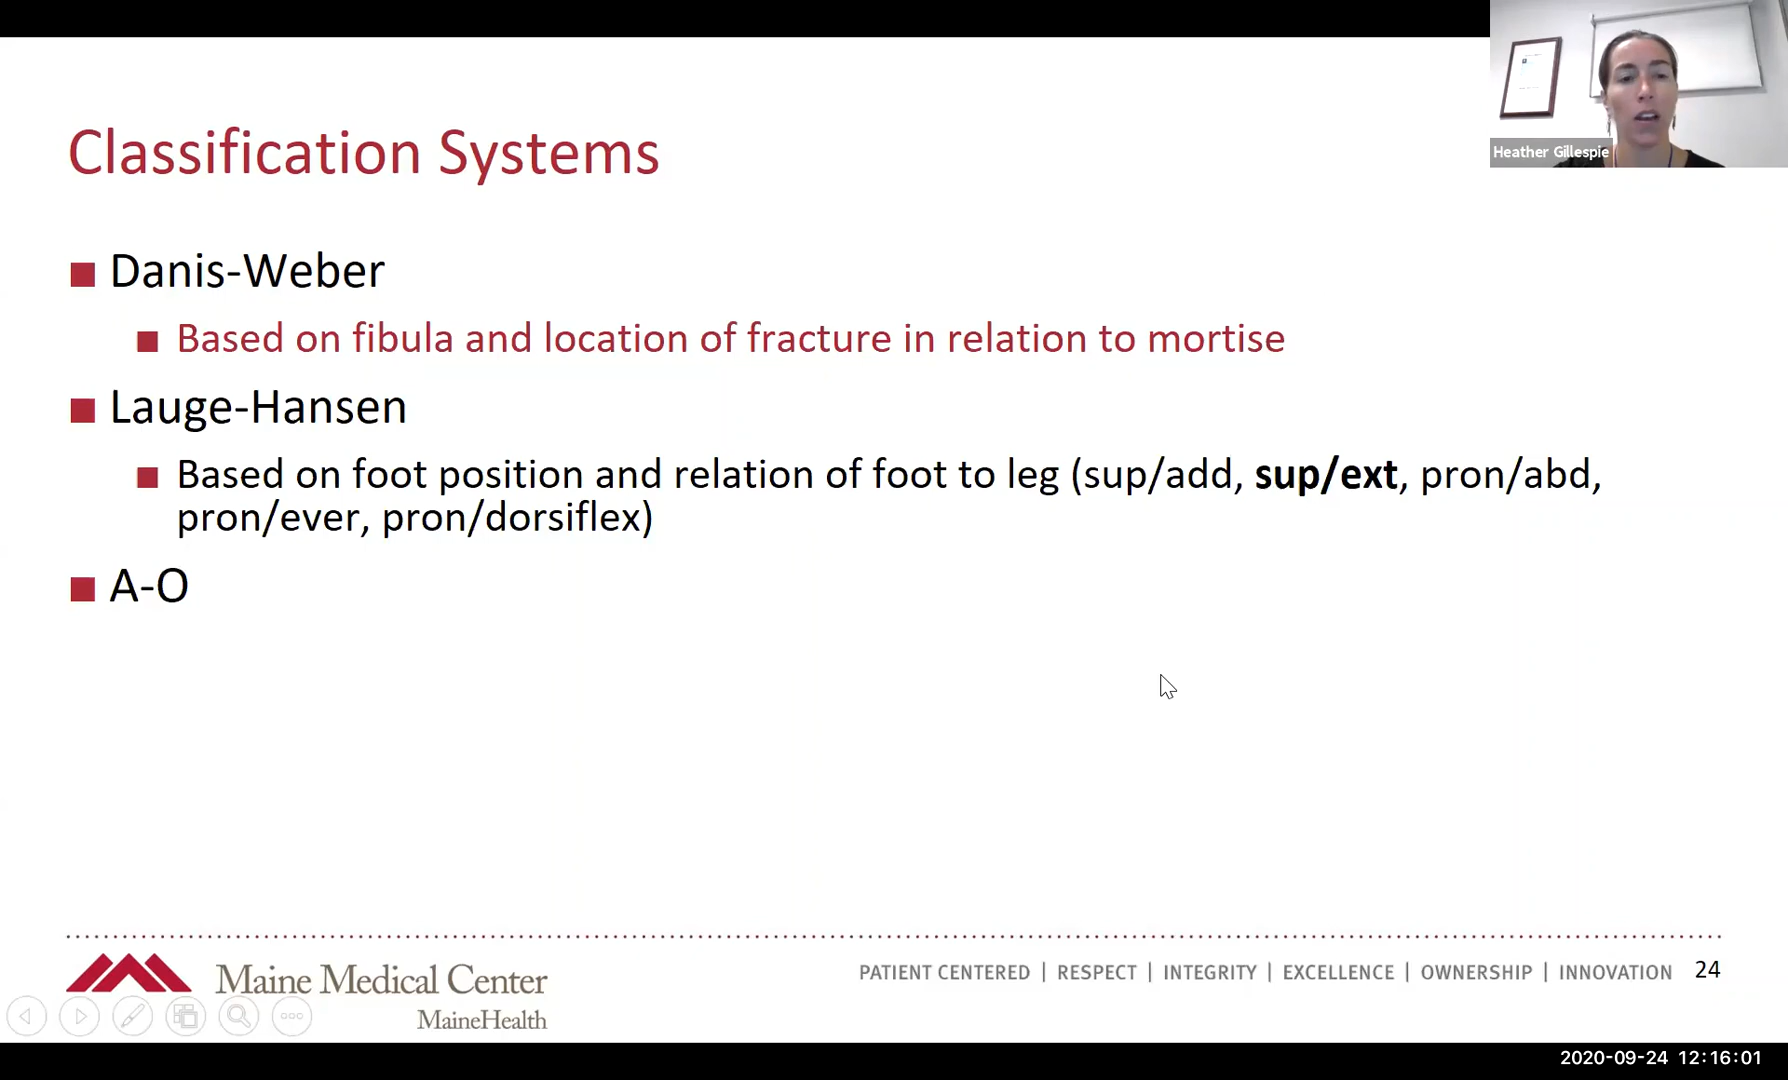 Classification Systems
Heather Gillespie
Danis-Weber
Based on fibula and location of fracture in relation to mortise
Lauge-Hansen
Based on foot position and relation of foot to leg (sup/add, sup/ext, pron/abd,
pron/ever, pron/dorsiflex)
A-O
Maine Medical Center
MaineHealth
PATIENT CENTERED | RESPECT | INTEGRITY | EXCELLENCE | OWNERSHIP | INNOVATION 24
2020-09-24 12:16:01